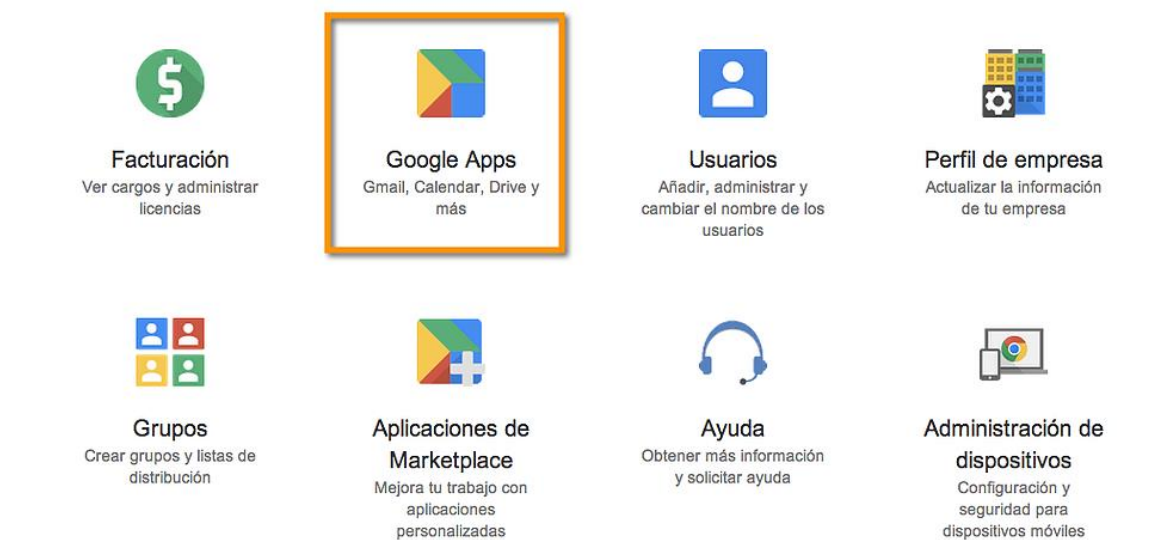 Facturación
Ver cargos y administrar
licencias
Google Apps
Gmail, Calendar, Drive y
más
Usuarios
Añadir, administrar y
cambiar el nombre de los
usuarios
Perfil de empresa
Actualizar la información
de tu empresa
Grupos
Crear grupos y listas de
distribución
Aplicaciones de
Marketplace
Mejora tu trabajo con
aplicaciones
personalizadas
Ayuda
Obtener más información
y solicitar ayuda
Administración de
dispositivos
Configuración y
seguridad para
dispositivos móviles